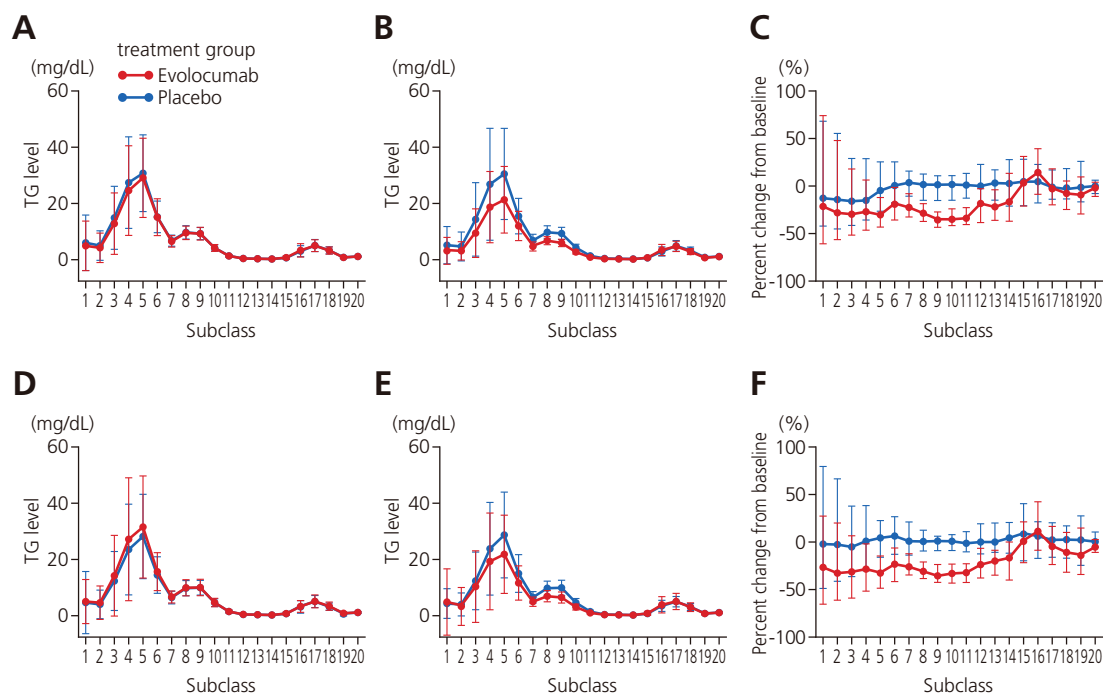 A
B
C
treatment group
Evolocumab
Placebo
(mg/dL)
TG level
60
40
20
0
1 2 3 4 5 6 7 8 9 10 11 12 13 14 15 16 17 18 19 20
Subclass
(mg/dL)
TG level
60
40
20
0
1 2 3 4 5 6 7 8 9 10 11 12 13 14 15 16 17 18 19 20
Subclass
(%)
Percent change from baseline
100
50
0
-50
-100
1 2 3 4 5 6 7 8 9 10 11 12 13 14 15 16 17 18 19 20
Subclass
D
E
F
(mg/dL)
TG level
60
40
20
0
1 2 3 4 5 6 7 8 9 10 11 12 13 14 15 16 17 18 19 20
Subclass
(mg/dL)
TG level
60
40
20
0
1 2 3 4 5 6 7 8 9 10 11 12 13 14 15 16 17 18 19 20
Subclass
(%)
Percent change from baseline
100
50
0
-50
-100
1 2 3 4 5 6 7 8 9 10 11 12 13 14 15 16 17 18 19 20
Subclass